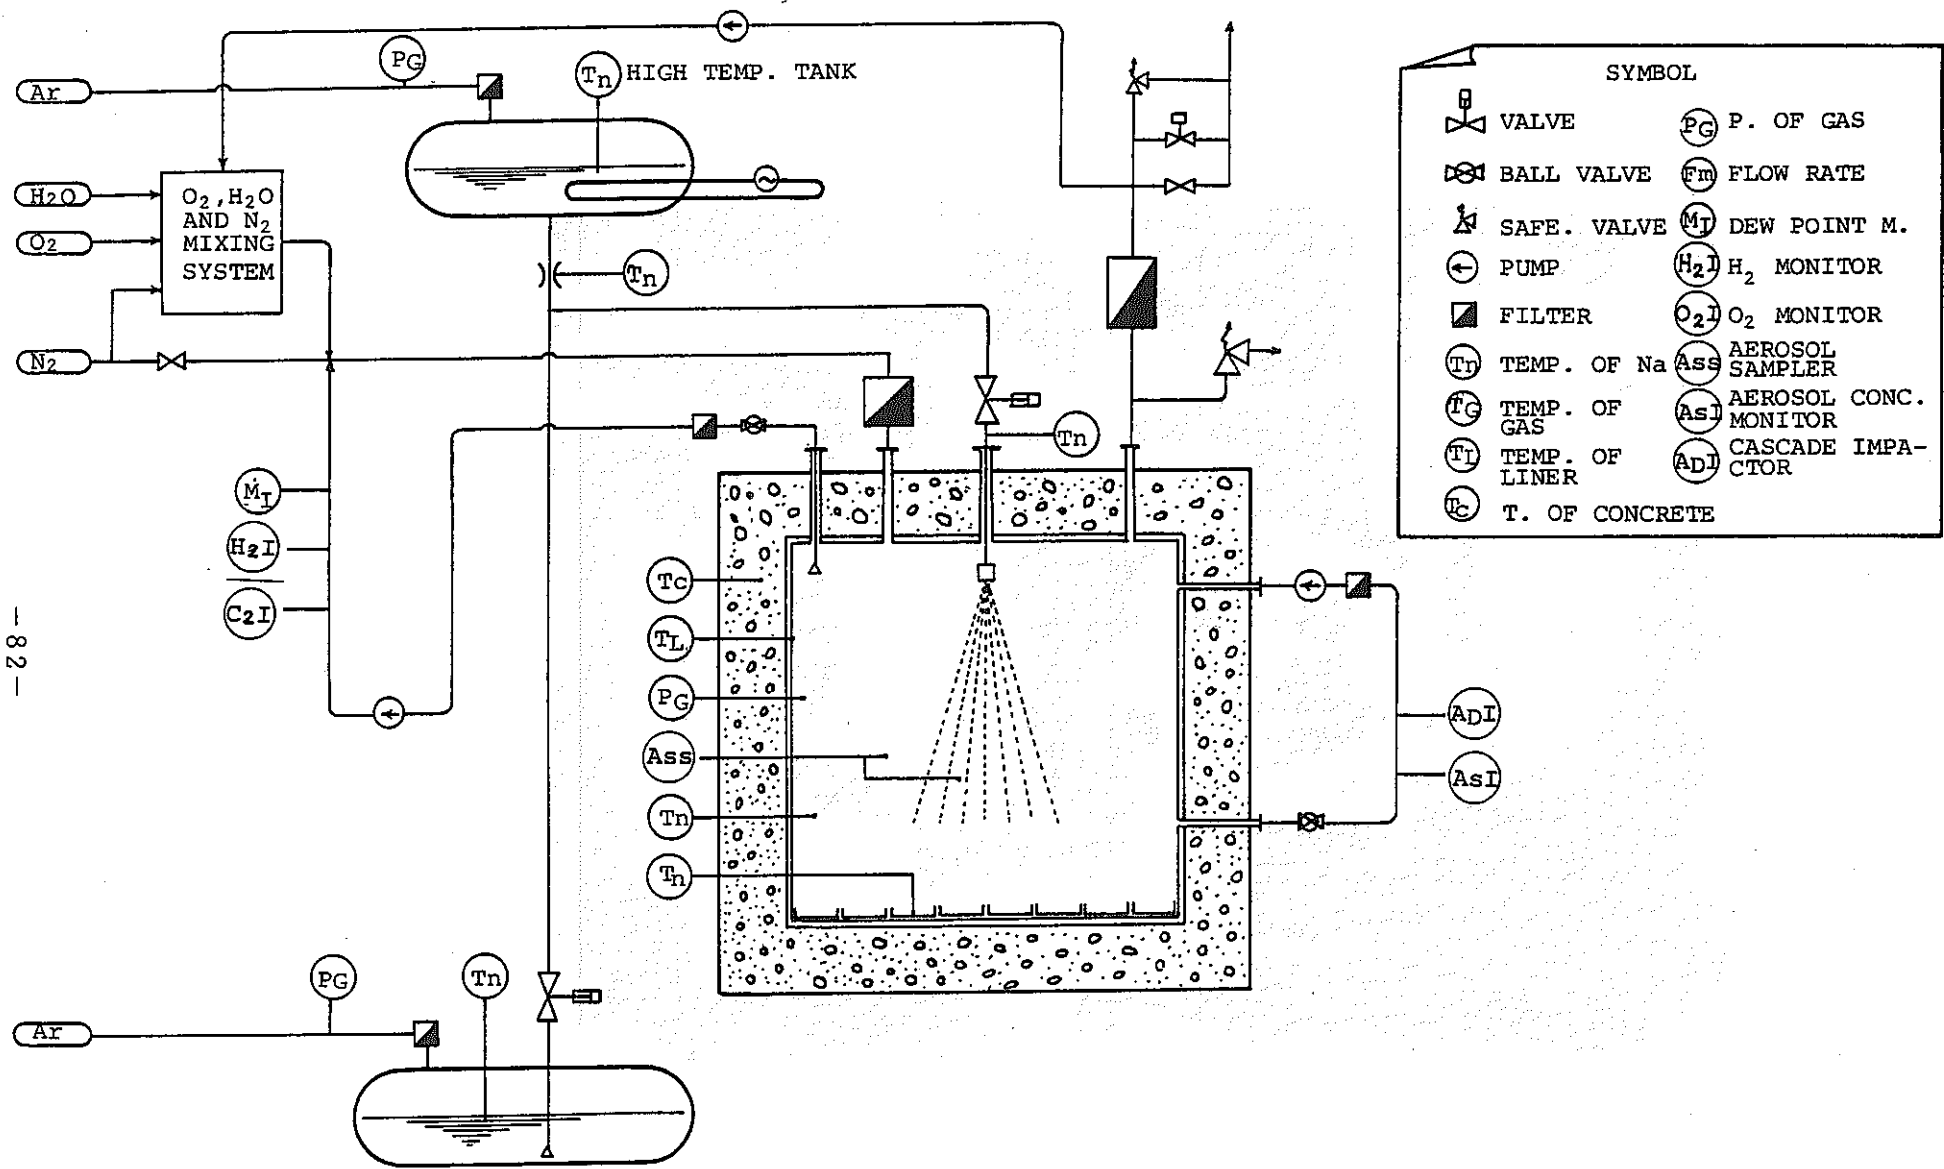 PG
Tn HIGH TEMP. TANK
Ar
H2O
O2
N2
O2, H2O
AND N2
MIXING
SYSTEM
Tn
Tn
MI
H2I
C2I
Tc
TL
PG
Ass
Tn
Tn
ADI
AsI
PG
Tn
Ar
-82-
SYMBOL
VALVE
BALL VALVE
SAFE. VALVE
PUMP
FILTER
Tn TEMP. OF Na
TG TEMP. OF
GAS
TL TEMP. OF
LINER
Tc T. OF CONCRETE
PG P. OF GAS
Fm FLOW RATE
MI DEW POINT M.
H2I H2 MONITOR
O2I O2 MONITOR
Ass AEROSOL
SAMPLER
AsI AEROSOL CONC.
MONITOR
ADI CASCADE IMPA-
CTOR